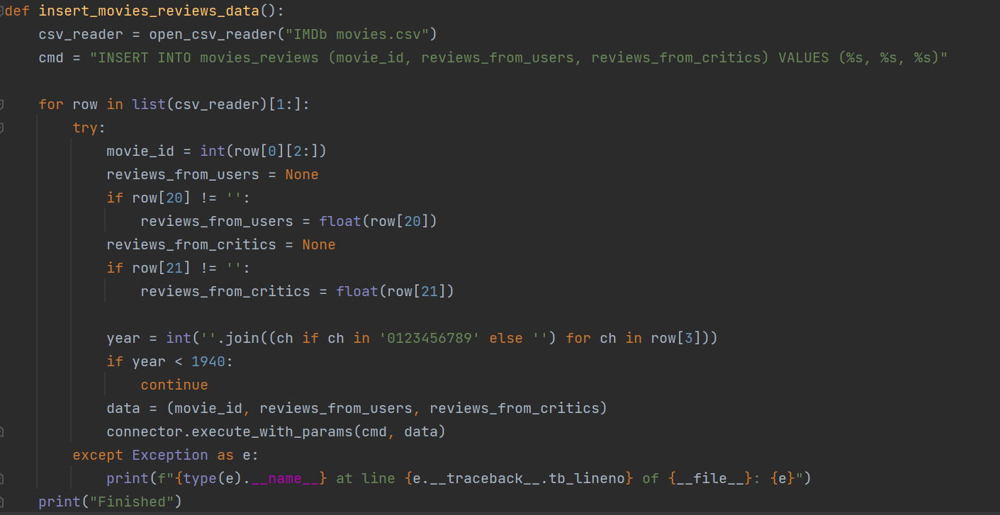 def insert_movies_reviews_data():
    csv_reader = open_csv_reader("IMDb movies.csv")
    cmd = "INSERT INTO movies_reviews (movie_id, reviews_from_users, reviews_from_critics) VALUES (%s, %s, %s)"

    for row in list(csv_reader)[1:]:
        try:
            movie_id = int(row[0][2:])
            reviews_from_users = None
            if row[20] != '':
                reviews_from_users = float(row[20])
            reviews_from_critics = None
            if row[21] != '':
                reviews_from_critics = float(row[21])

            year = int(''.join((ch if ch in '0123456789' else '') for ch in row[3]))
            if year < 1940:
                continue
            data = (movie_id, reviews_from_users, reviews_from_critics)
            connector.execute_with_params(cmd, data)
        except Exception as e:
            print(f"{type(e).__name__} at line {e.__traceback__.tb_lineno} of {__file__}: {e}")
    print("Finished")